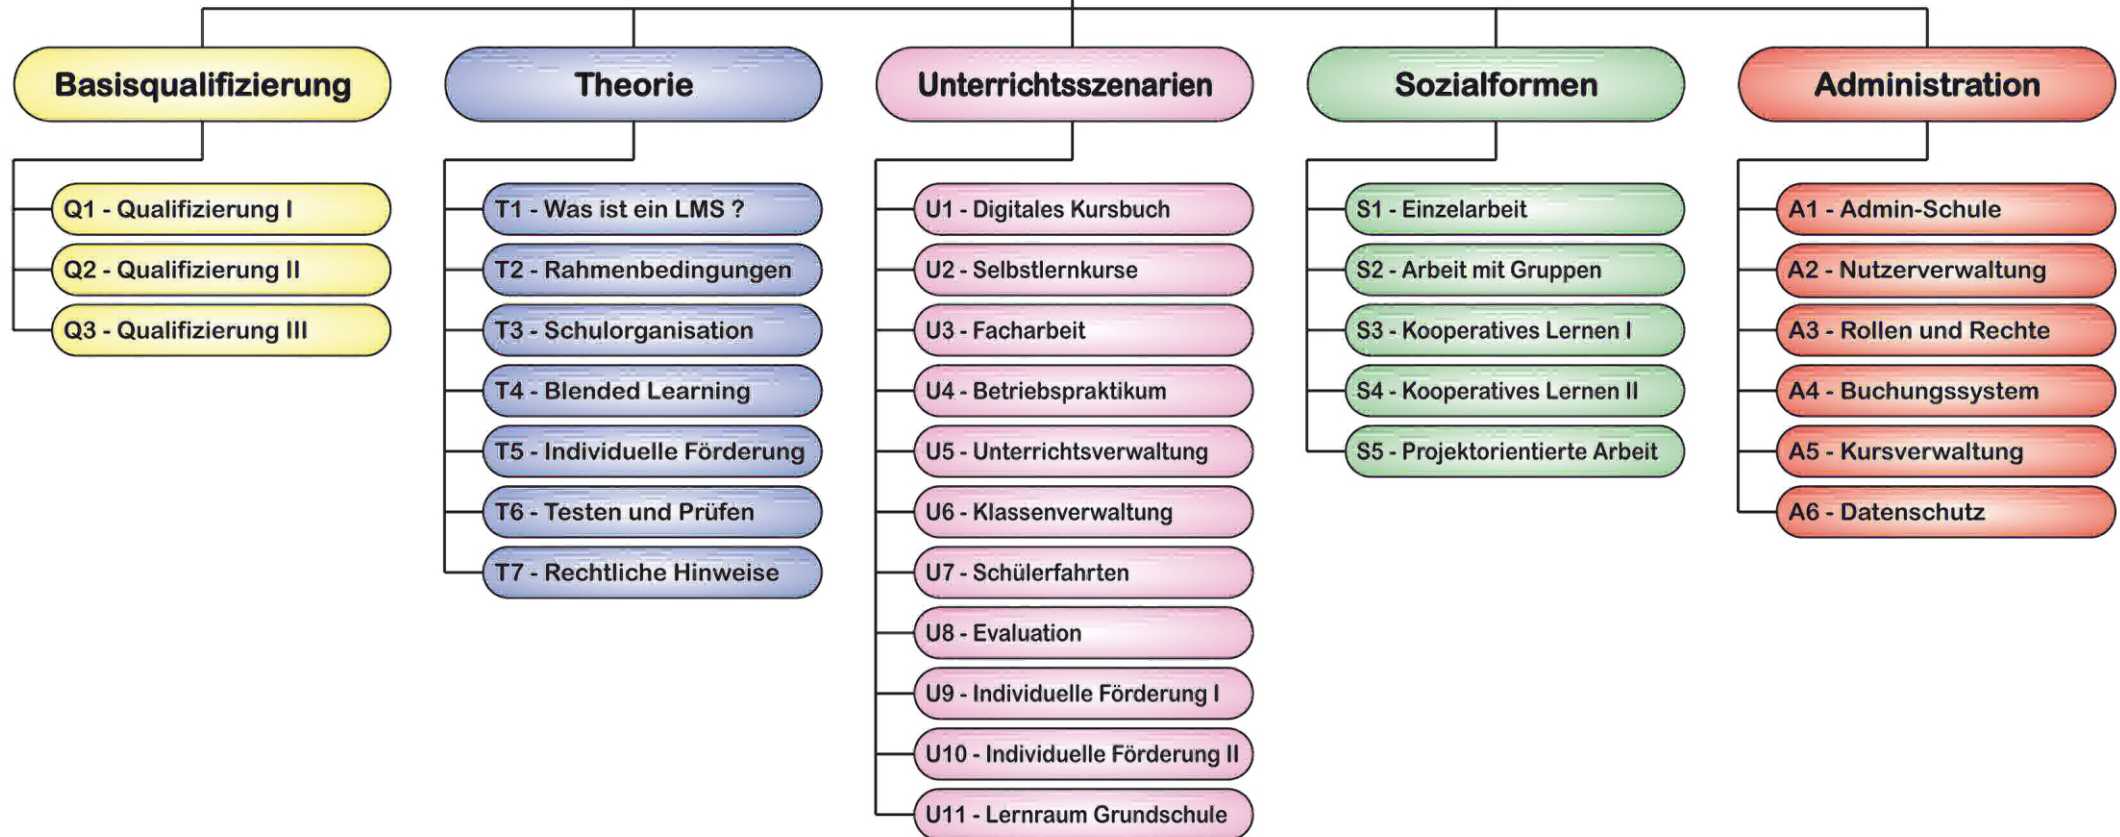 Basisqualifizierung
Q1 - Qualifizierung I
Q2 - Qualifizierung II
Q3 - Qualifizierung III
Theorie
T1 - Was ist ein LMS ?
T2 - Rahmenbedingungen
T3 - Schulorganisation
T4 - Blended Learning
T5 - Individuelle Förderung
T6 - Testen und Prüfen
T7 - Rechtliche Hinweise
Unterrichtsszenarien
U1 - Digitales Kursbuch
U2 - Selbstlernkurse
U3 - Facharbeit
U4 - Betriebspraktikum
U5 - Unterrichtsverwaltung
U6 - Klassenverwaltung
U7 - Schülerfahrten
U8 - Evaluation
U9 - Individuelle Förderung I
U10 - Individuelle Förderung II
U11 - Lernraum Grundschule
Sozialformen
S1 - Einzelarbeit
S2 - Arbeit mit Gruppen
S3 - Kooperatives Lernen I
S4 - Kooperatives Lernen II
S5 - Projektorientierte Arbeit
Administration
A1 - Admin-Schule
A2 - Nutzerverwaltung
A3 - Rollen und Rechte
A4 - Buchungssystem
A5 - Kursverwaltung
A6 - Datenschutz